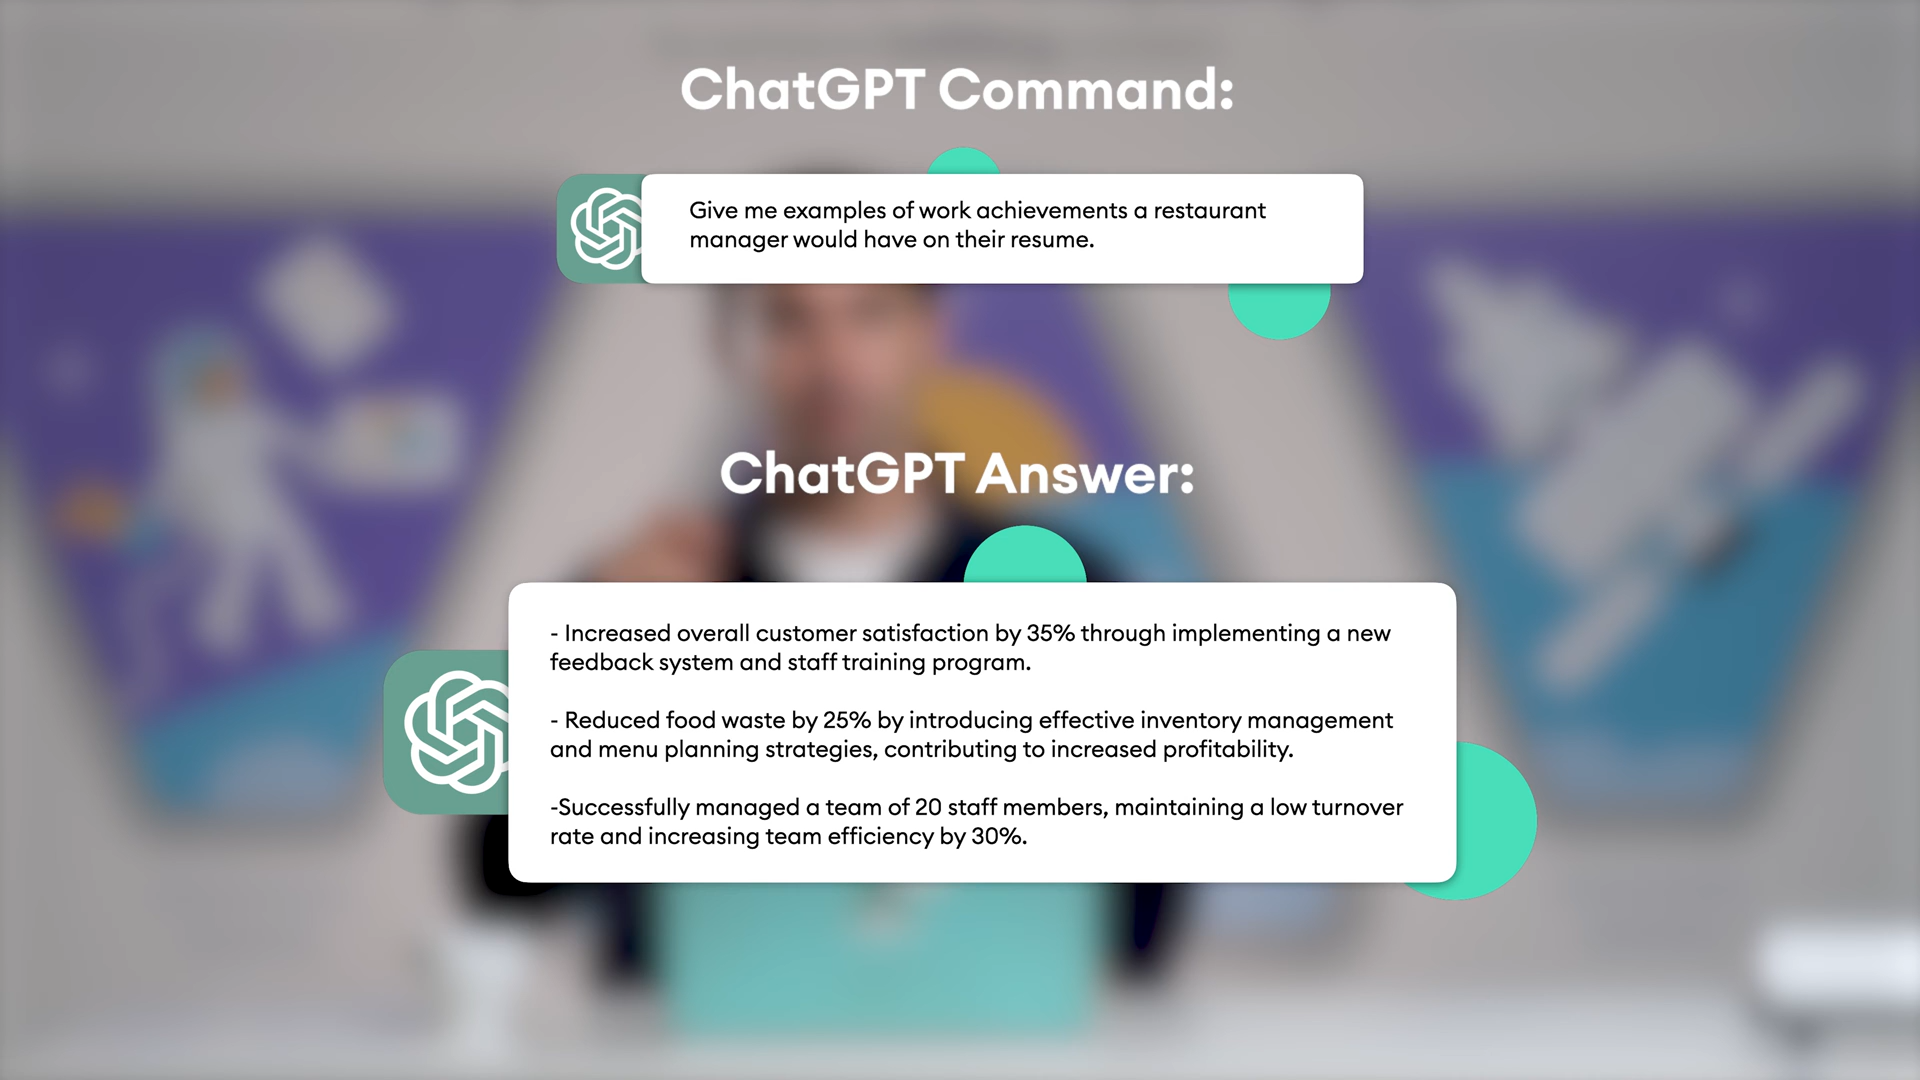 ChatGPT Command:
Give me examples of work achievements a restaurant
manager would have on their resume.
ChatGPT Answer:
- Increased overall customer satisfaction by 35% through implementing a new
feedback system and staff training program.
- Reduced food waste by 25% by introducing effective inventory management
and menu planning strategies, contributing to increased profitability.
-Successfully managed a team of 20 staff members, maintaining a low turnover
rate and increasing team efficiency by 30%.